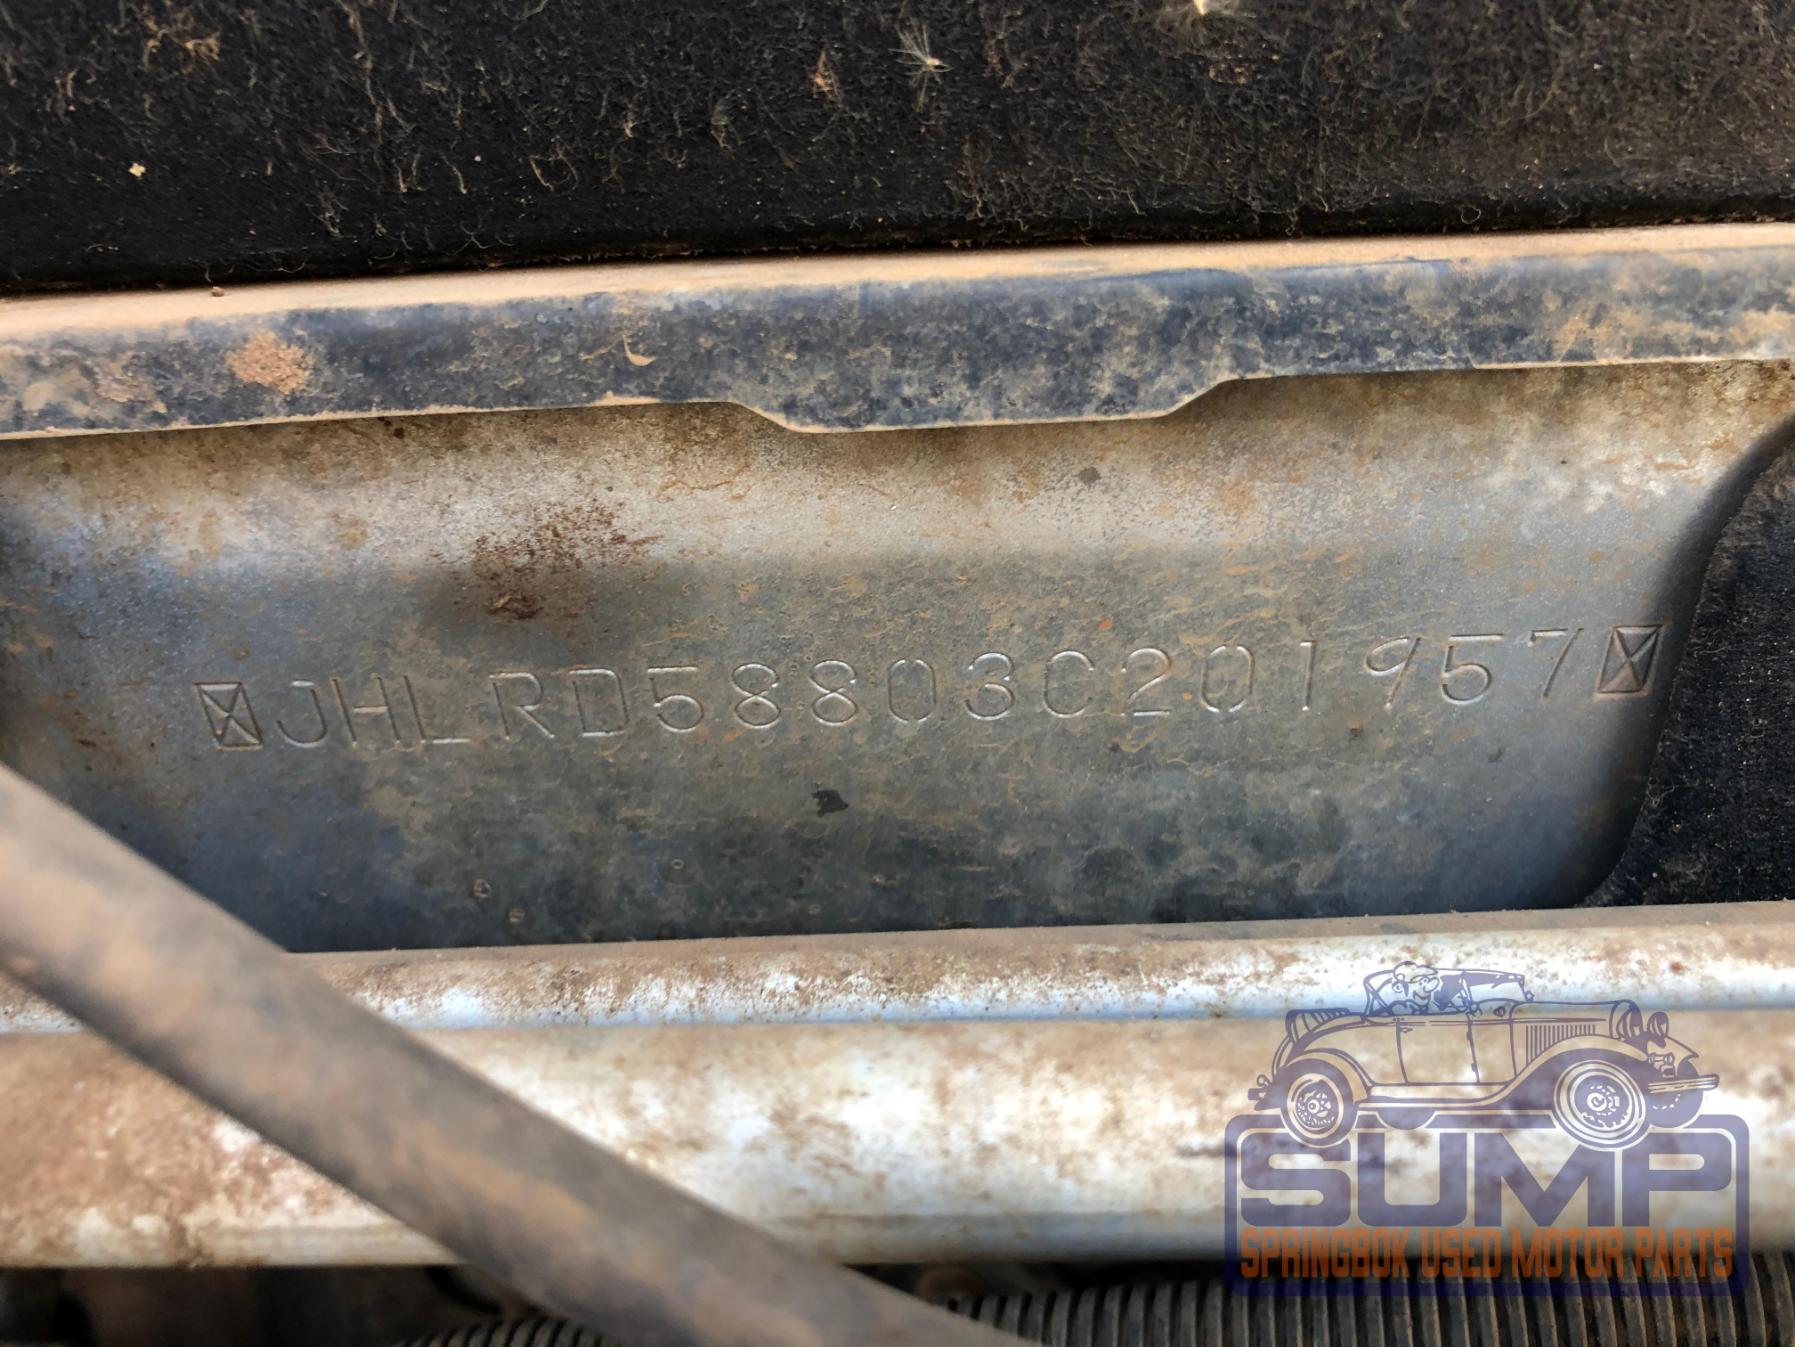 JHLRD58803C201957
SUMP
SPRINGBOK USED MOTOR PARTS